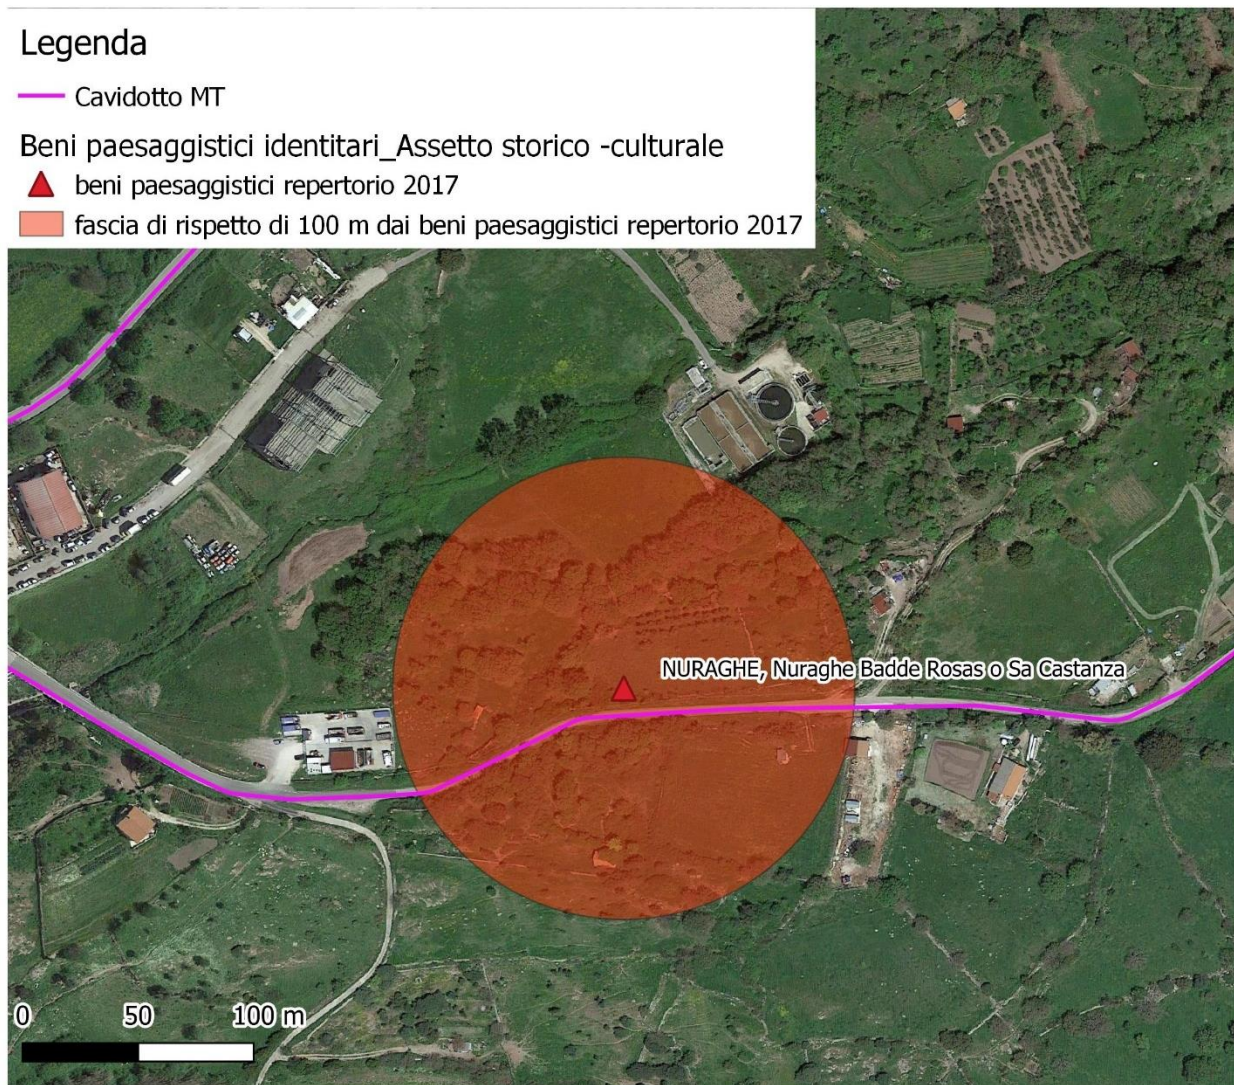 Legenda
Cavidotto MT
Beni paesaggistici identitari_Assetto storico -culturale
beni paesaggistici repertorio 2017
fascia di rispetto di 100 m dai beni paesaggistici repertorio 2017
NURAGHE, Nuraghe Badde Rosas o Sa Castanza
0 50 100 m